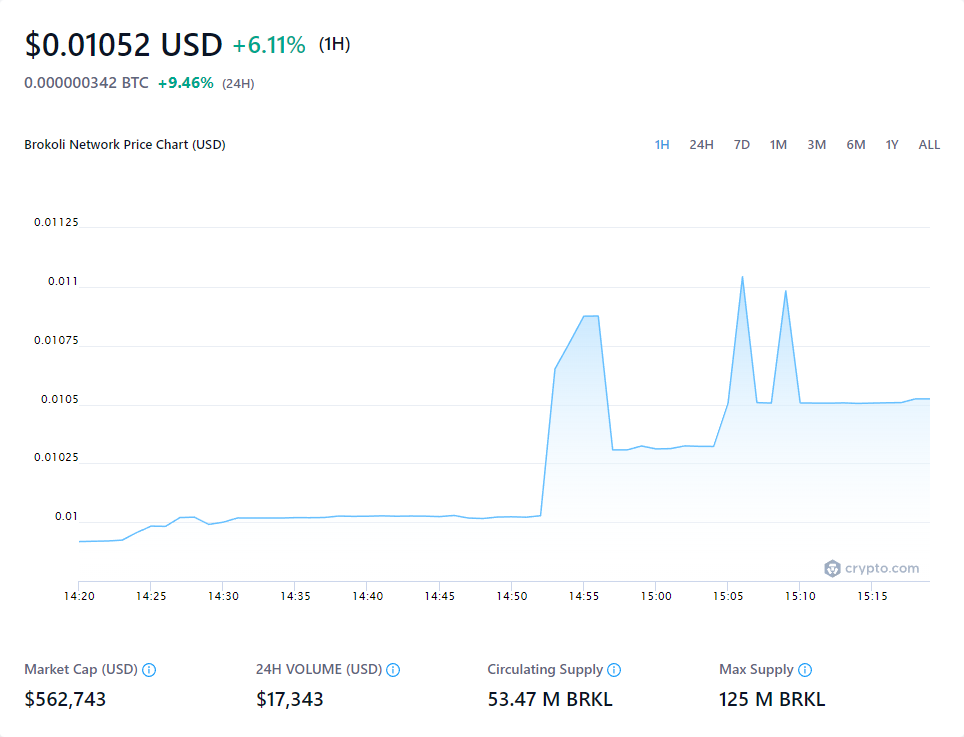 $0.01052 USD +6.11% (1H)
0.000000342 BTC +9.46% (24H)
Brokoli Network Price Chart (USD)
1H 24H 7D 1M 3M 6M 1Y ALL
0.01125
0.011
0.01075
0.0105
0.01025
0.01
crypto.com
14:20 14:25 14:30 14:35 14:40 14:45 14:50 14:55 15:00 15:05 15:10 15:15
Market Cap (USD) 24H VOLUME (USD) Circulating Supply Max Supply
$562,743 $17,343 53.47 M BRKL 125 M BRKL